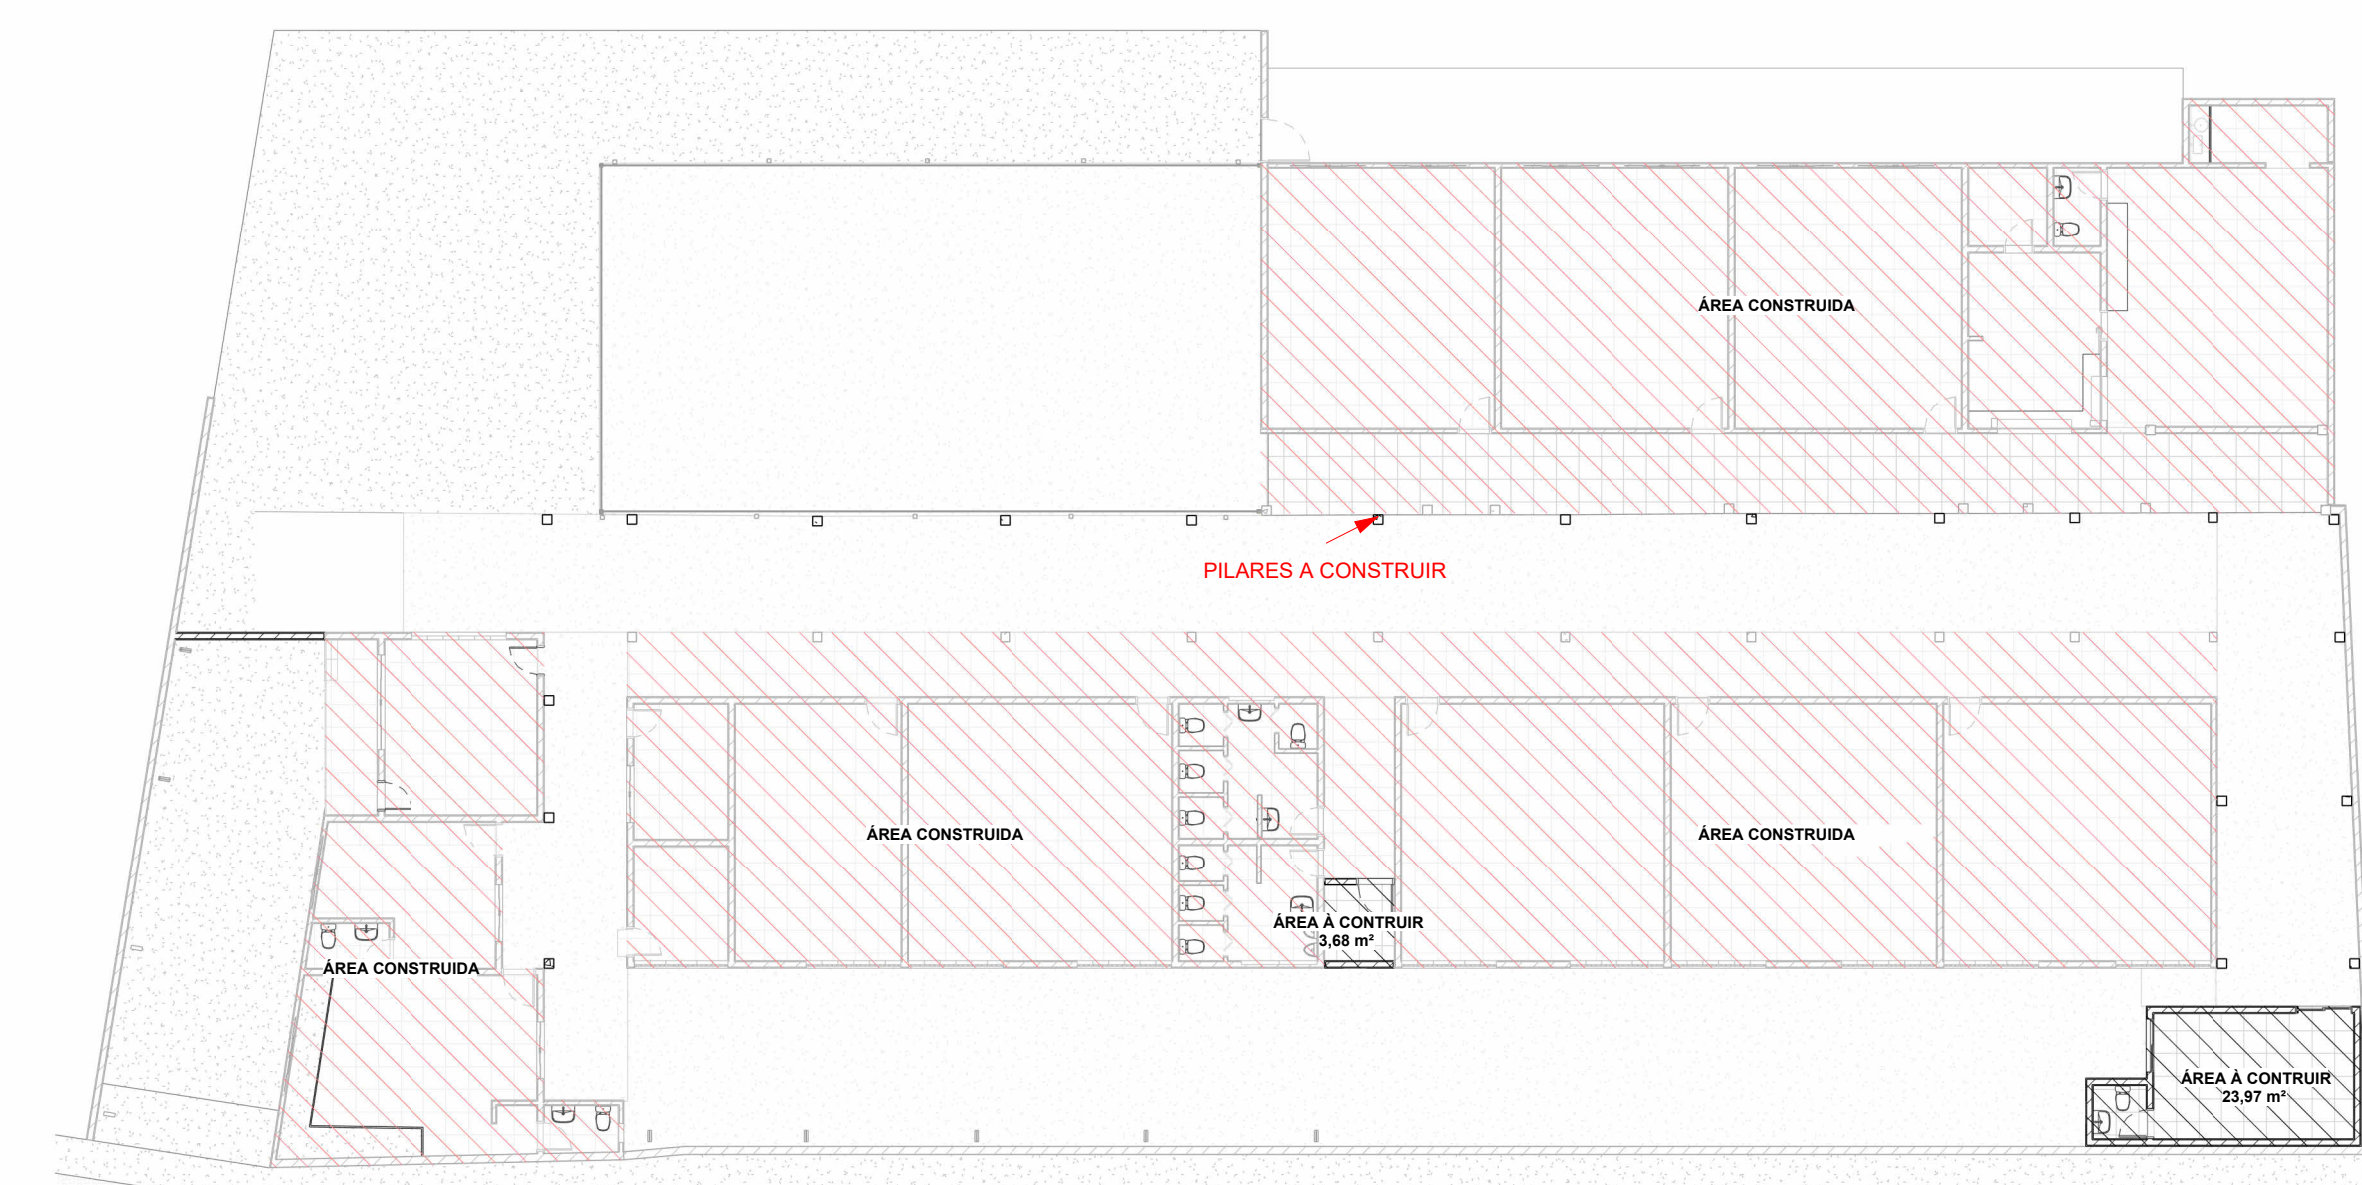 ÁREA CONSTRUIDA
PILARES A CONSTRUIR
ÁREA CONSTRUIDA
ÁREA CONSTRUIDA
ÁREA À CONTRUIR
3,68 m²
ÁREA CONSTRUIDA
ÁREA À CONTRUIR
23,97 m²